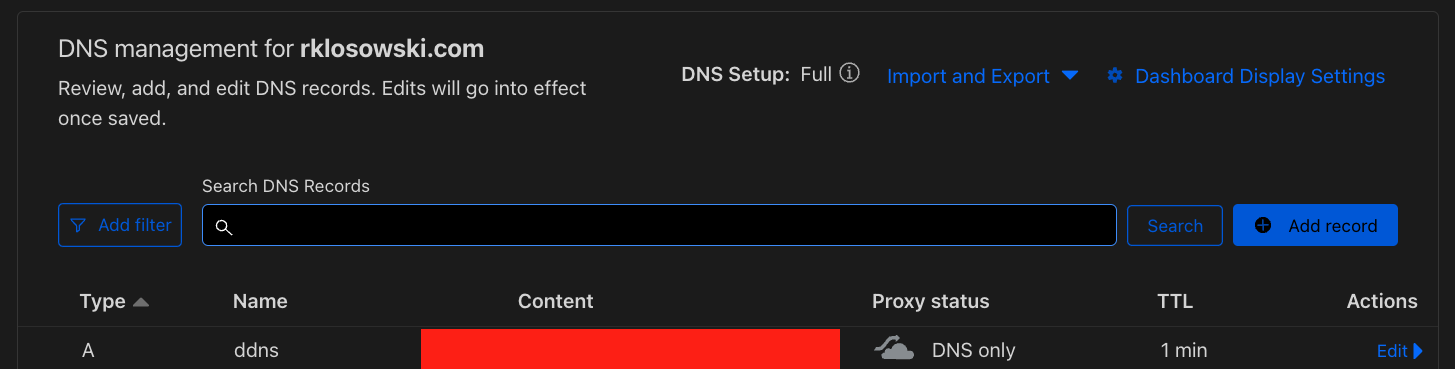 DNS management for rklosowski.com
Review, add, and edit DNS records. Edits will go into effect
once saved.
DNS Setup: Full
Import and Export
Dashboard Display Settings
Search DNS Records
Add filter
Search
Add record
Type Name Content Proxy status TTL Actions
A ddns DNS only 1 min Edit